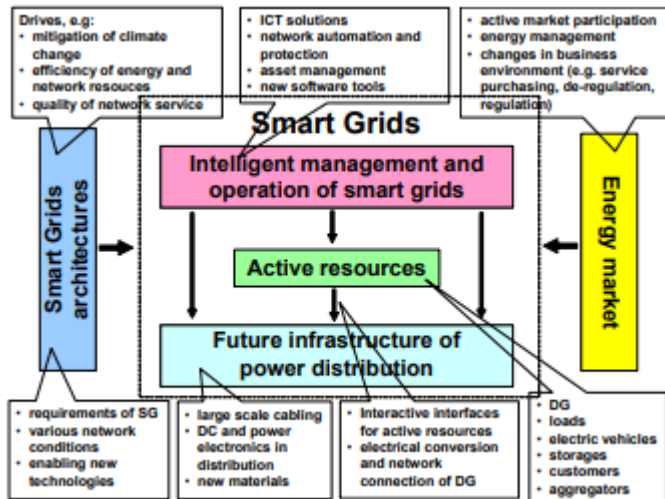 Drives, e.g:
• mitigation of climate
change
• efficiency of energy and
network resouces
• quality of network service
• ICT solutions
• network automation and
protection
• asset management
• new software tools
• active market participation
• energy management
• changes in business
environment (e.g. service
purchasing, de-regulation,
regulation)
Smart Grids
Intelligent management and
operation of smart grids
Smart Grids
architectures
Active resources
Energy market
Future infrastructure of
power distribution
• requirements of SG
• various network
conditions
• enabling new
technologies
• large scale cabling
• DC and power
electronics in
distribution
• new materials
• Interactive interfaces
for active resources
• electrical conversion
and network
connection of DG
• DG
• loads
• electric vehicles
• storages
• customers
• aggregators